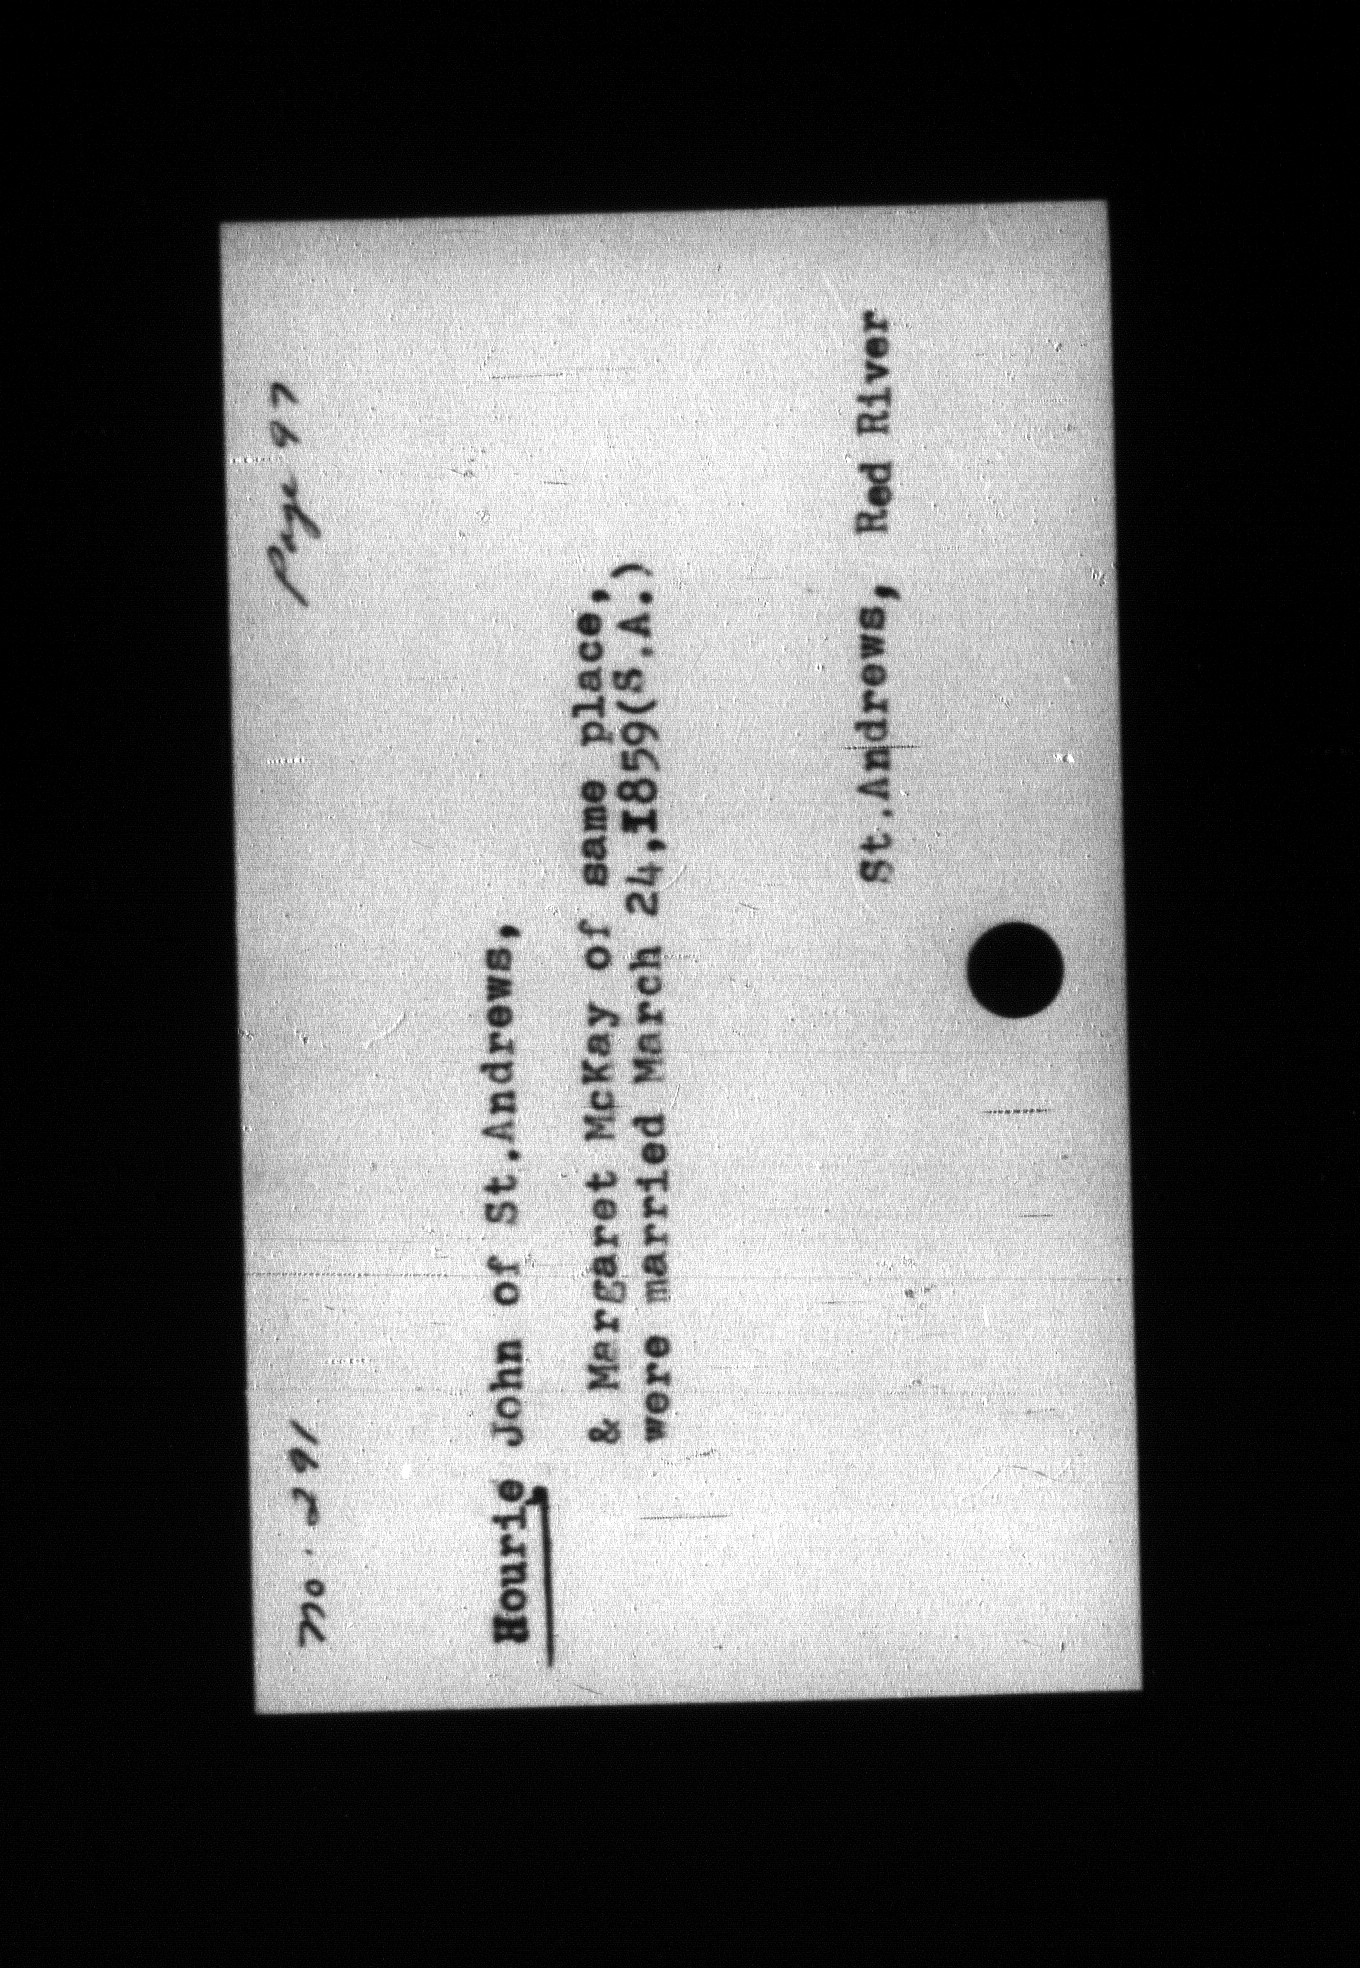 No. 291
Page 97
Hourie, John of St.Andrews,
& Margaret McKay of same place,
were married March 24,1859(S.A.)
St.Andrews, Red River